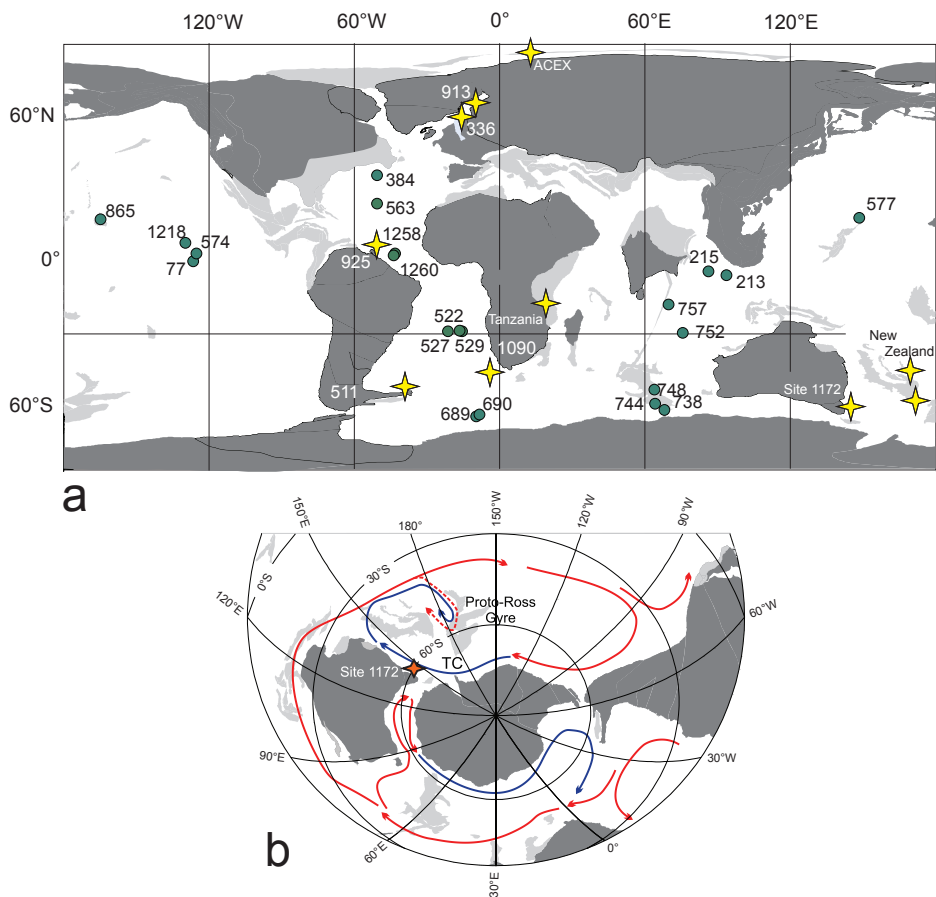 120°W 60°W 0° 60°E 120°E
ACEX
60°N
913
336
384
563
865
577
1218
574
1258
0°
77
925
1260
215
213
757
522
Tanzania
752
527
529
1090
New
Zealand
511
Site 1172
60°S
748
744
738
689
690
a
150°W
180°
120°W
150°E
90°W
30°S
0°S
120°E
Proto-Ross
Gyre
60°W
60°S
TC
Site 1172
90°E
30°W
b
60°E
0°
30°E